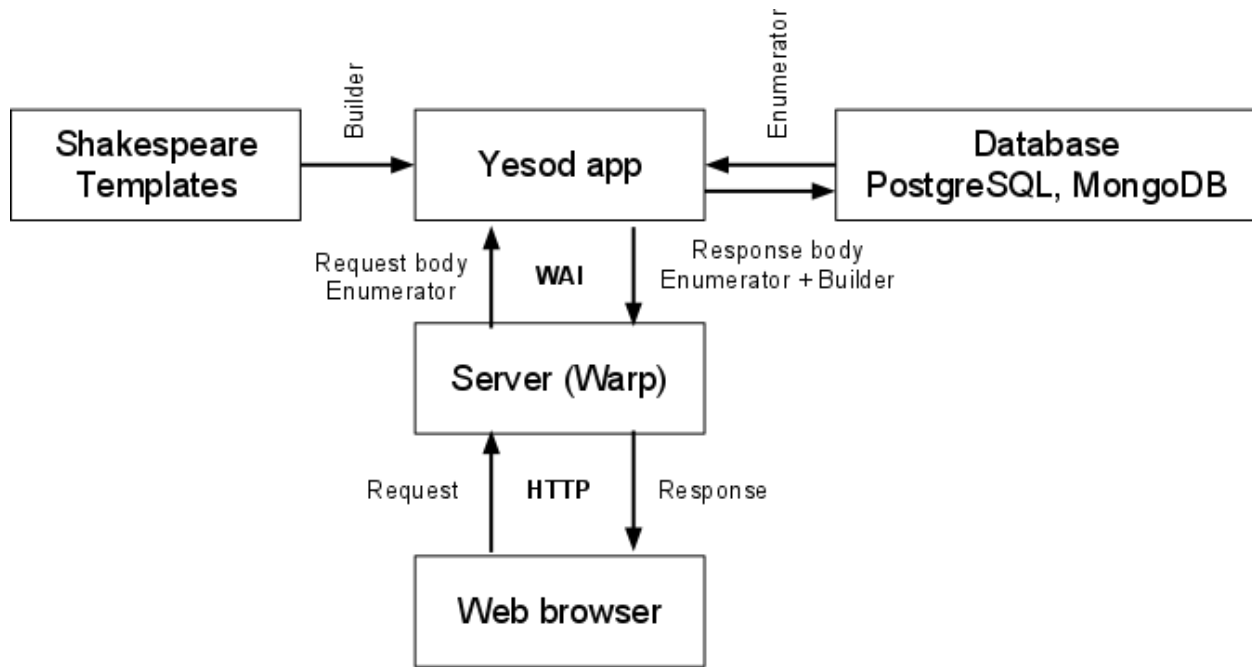 Builder
Enumerator
Shakespeare
Templates
Yesod app
Database
PostgreSQL, MongoDB
Request body
Enumerator
WAI
Response body
Enumerator + Builder
Server (Warp)
Request
HTTP
Response
Web browser